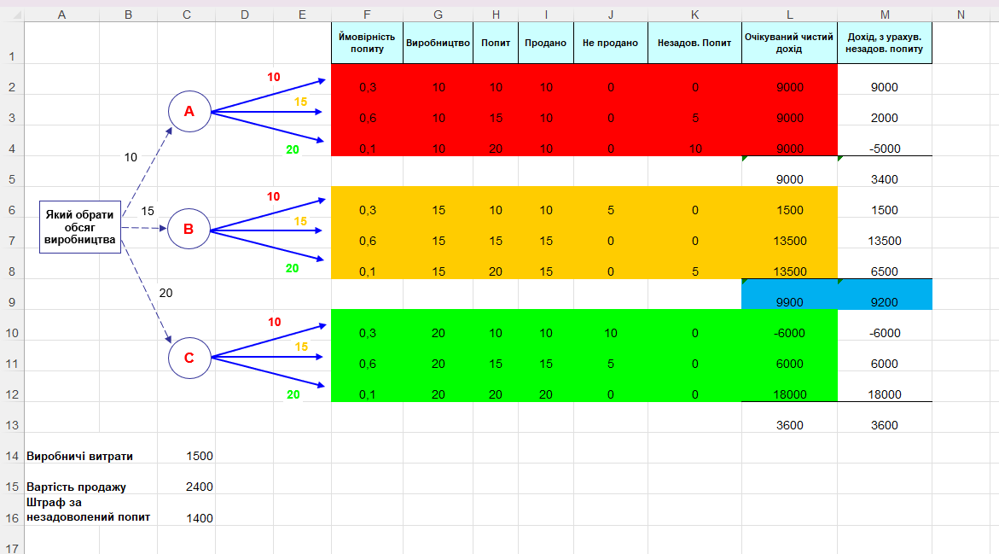 A B C D E F G H I J K L M N
1 Ймовірність попиту Виробництво Попит Продано Не продано Незадов. Попит Очікуваний чистий дохід Дохід, з урахув. незадов. попиту
2 10 0,3 10 10 10 0 0 9000 9000
3 A 15 0,6 10 15 10 0 5 9000 2000
4 20 0,1 10 20 10 0 10 9000 -5000
10
5 9000 3400
6 15 10 0,3 15 10 10 5 0 1500 1500
7 Який обрати обсяг виробництва B 15 0,6 15 15 15 0 0 13500 13500
8 20 0,1 15 20 15 0 5 13500 6500
9 20 9900 9200
10 10 0,3 20 10 10 10 0 -6000 -6000
11 C 15 0,6 20 15 15 5 0 6000 6000
12 20 0,1 20 20 20 0 0 18000 18000
13 3600 3600
14 Виробничі витрати 1500
15 Вартість продажу 2400
Штраф за
16 незадоволений попит 1400
17